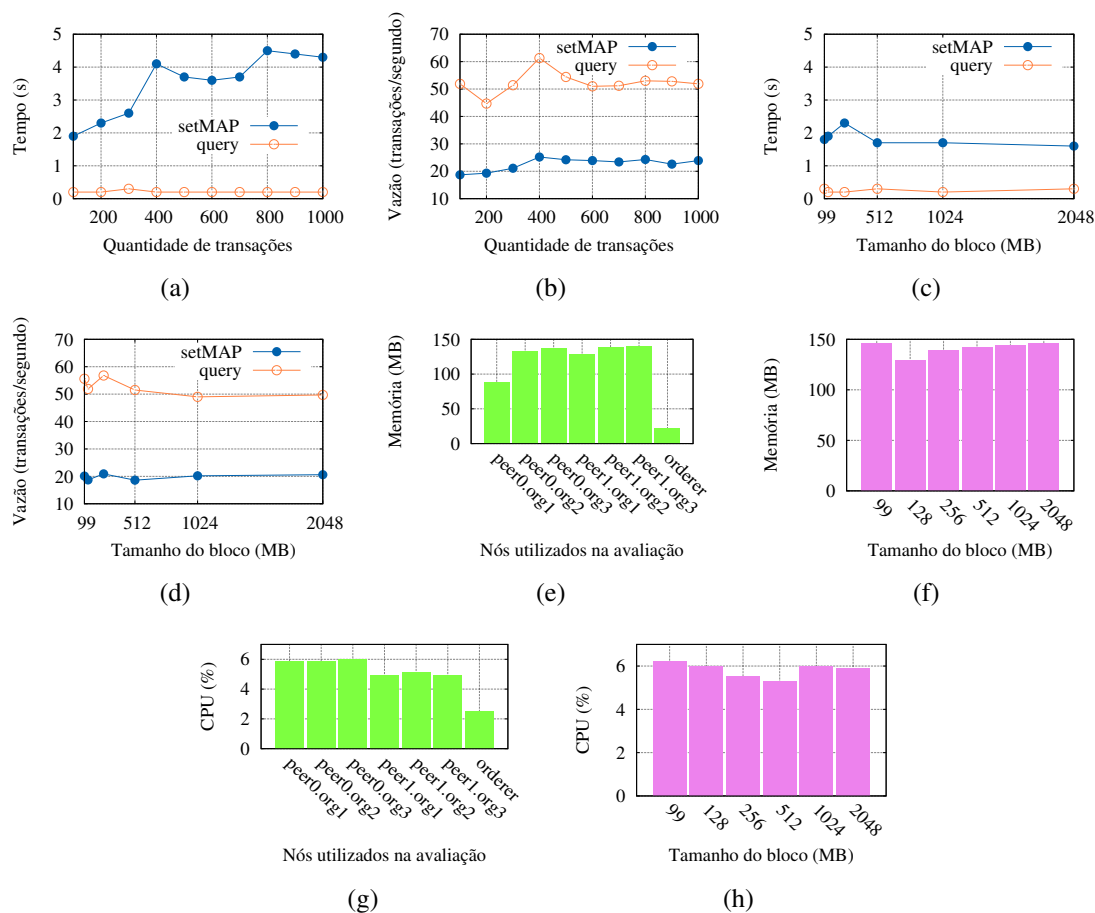 5
4
3
2
1
0
Tempo (s)
setMAP
query
200 400 600 800 1000
Quantidade de transações
(a)
70
60
50
40
30
20
10
Vazão (transações/segundo)
setMAP
query
200 400 600 800 1000
Quantidade de transações
(b)
5
4
3
2
1
0
Tempo (s)
setMAP
query
99 512 1024 2048
Tamanho do bloco (MB)
(c)
70
60
50
40
30
20
10
Vazão (transações/segundo)
setMAP
query
99 512 1024 2048
Tamanho do bloco (MB)
(d)
150
100
50
0
Memória (MB)
peer0.org1
peer0.org2
peer0.org3
peer1.org1
peer1.org2
peer1.org3
orderer
Nós utilizados na avaliação
(e)
150
100
50
0
Memória (MB)
99
128
256
512
1024
2048
Tamanho do bloco (MB)
(f)
6
4
2
0
CPU (%)
peer0.org1
peer0.org2
peer0.org3
peer1.org1
peer1.org2
peer1.org3
orderer
Nós utilizados na avaliação
(g)
6
4
2
0
CPU (%)
99
128
256
512
1024
2048
Tamanho do bloco (MB)
(h)